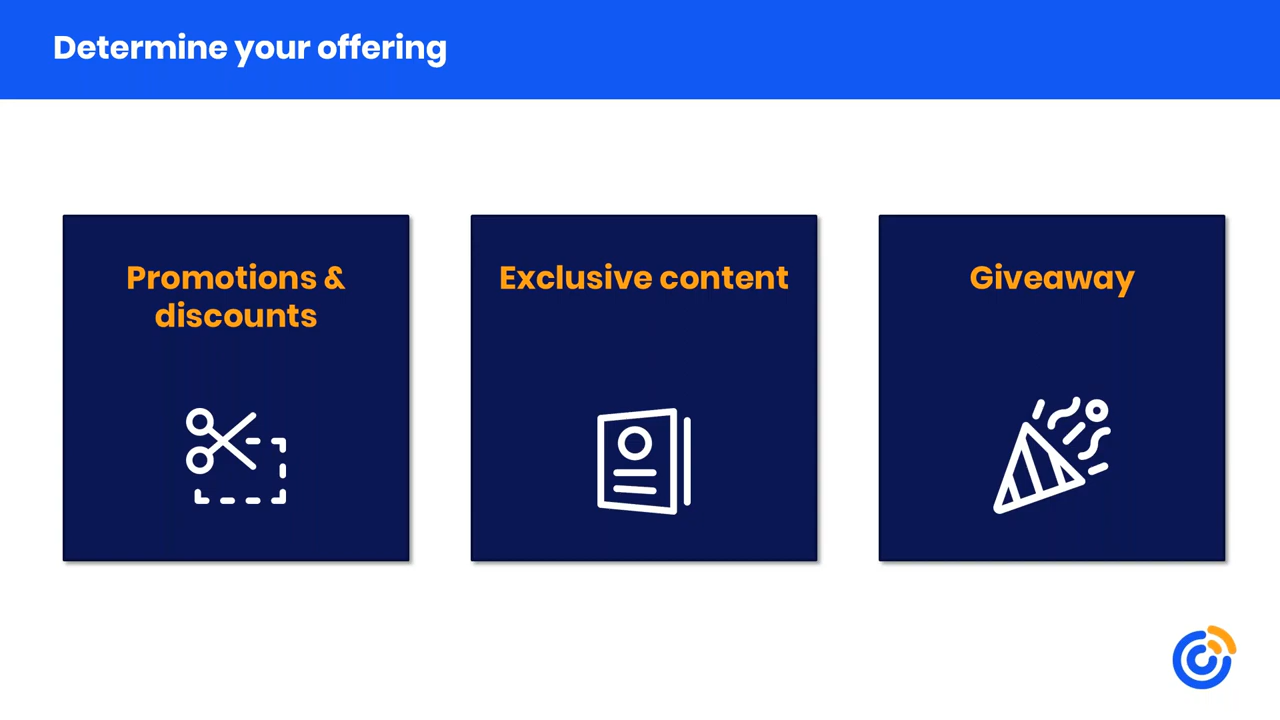 Determine your offering
Promotions &
discounts
Exclusive content
Giveaway